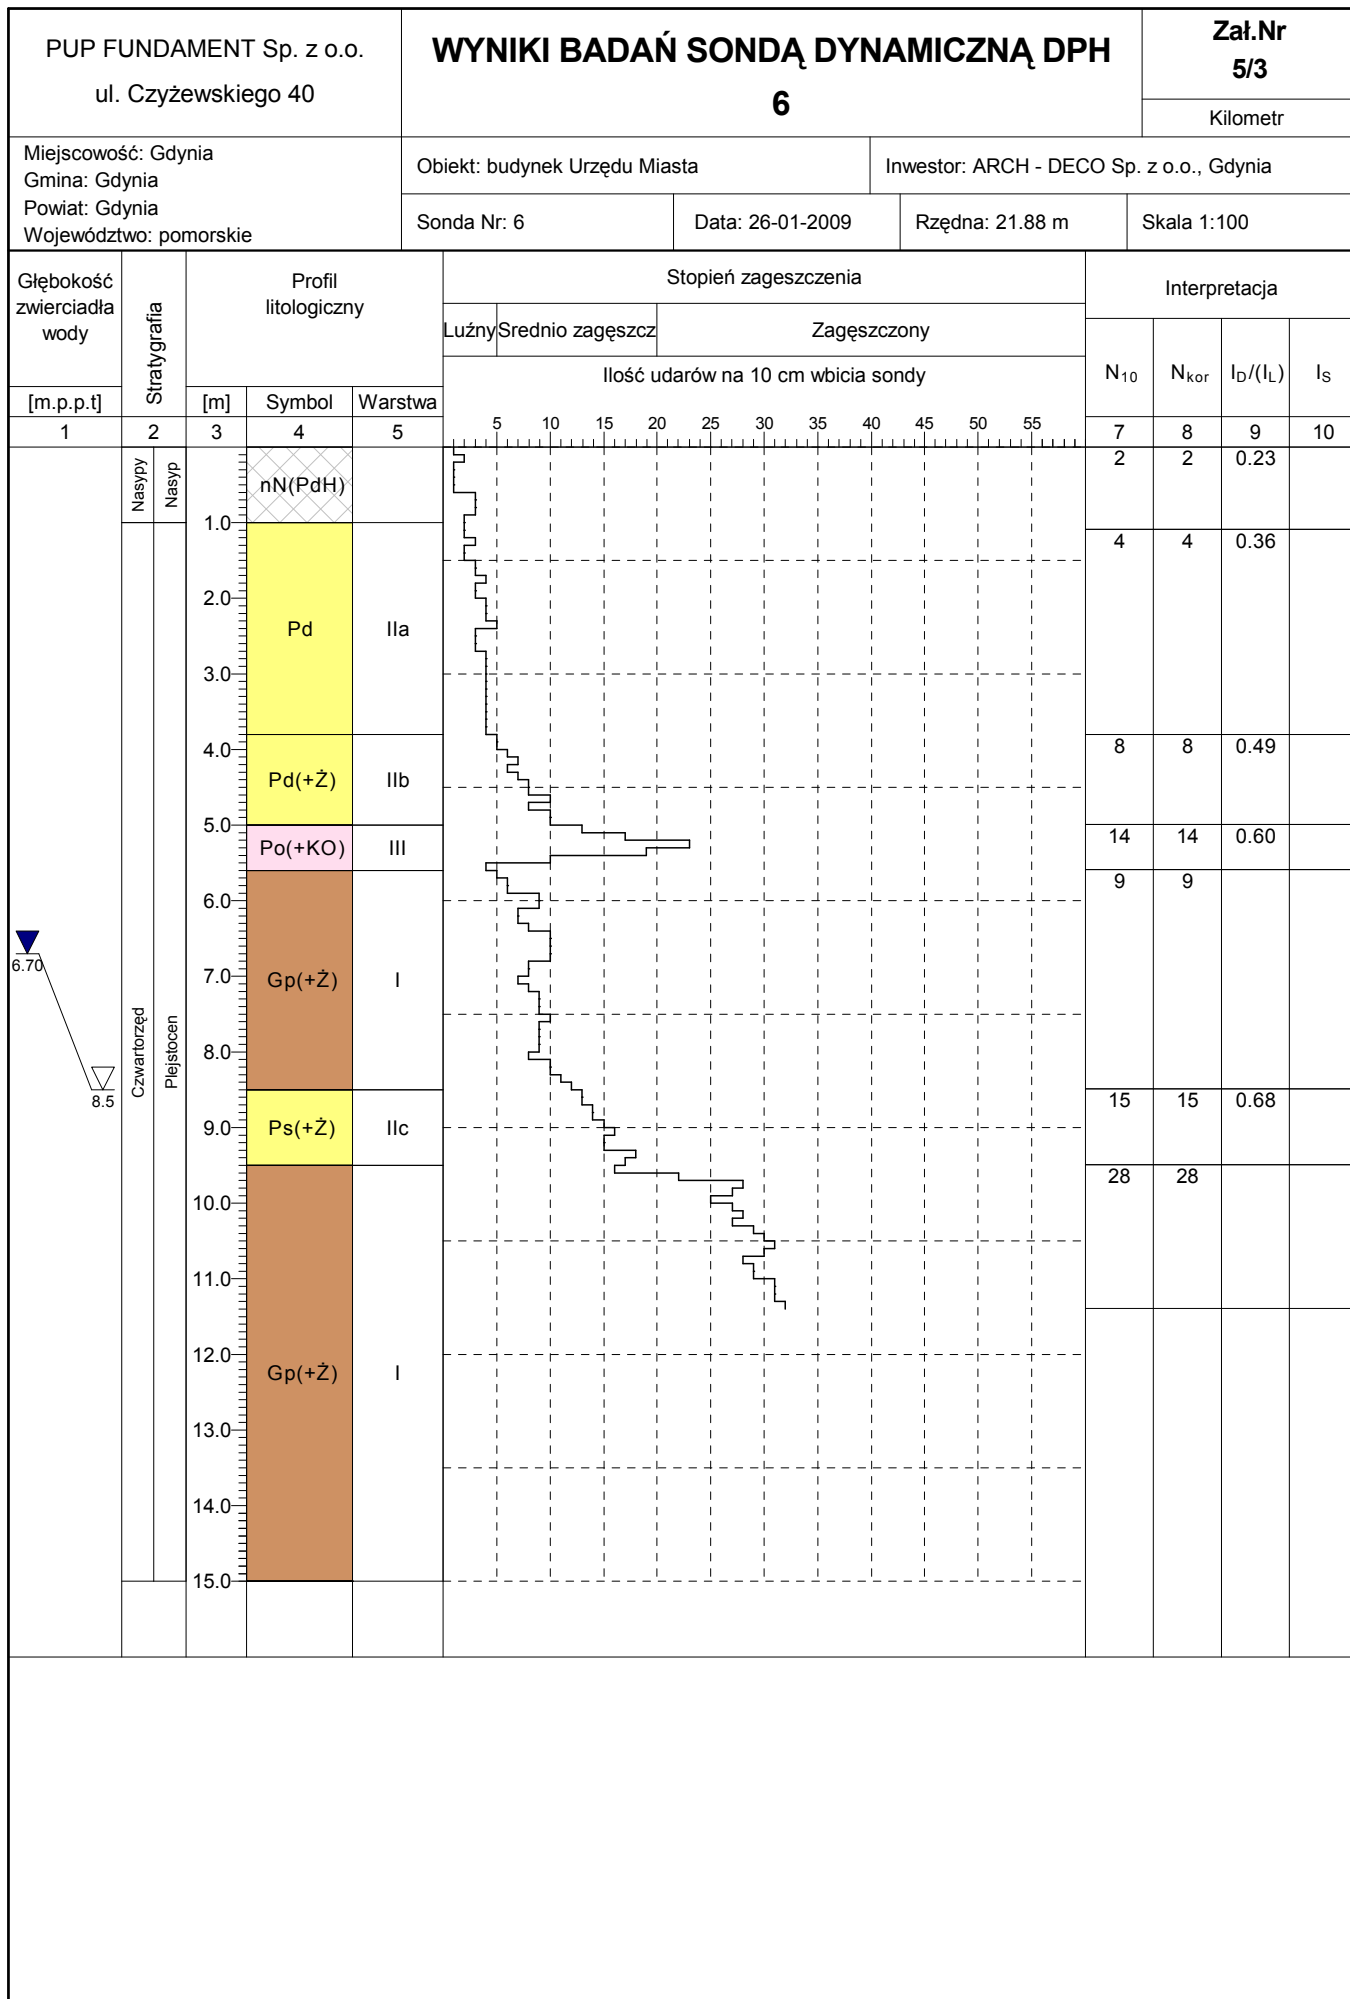 PUP FUNDAMENT Sp. z o.o.
ul. Czyżewskiego 40
WYNIKI BADAŃ SONDĄ DYNAMICZNĄ DPH
6
Zał.Nr
5/3
Kilometr
Miejscowość: Gdynia
Gmina: Gdynia
Powiat: Gdynia
Województwo: pomorskie
Obiekt: budynek Urzędu Miasta
Inwestor: ARCH - DECO Sp. z o.o., Gdynia
Sonda Nr: 6
Data: 26-01-2009
Rzędna: 21.88 m
Skala 1:100
Głębokość
zwierciadła
wody
[m.p.p.t]
Stratygrafia
Profil
litologiczny
[m] Symbol Warstwa
Stopień zageszczenia
Luźny Srednio zagęszcz Zagęszczony
Ilość udarów na 10 cm wbicia sondy
5 10 15 20 25 30 35 40 45 50 55
Interpretacja
N10 Nkor ID/(IL) IS
1 2 3 4 5 7 8 9 10
Nasypy Nasyp
nN(PdH)
2 2 0.23
1.0
4 4 0.36
2.0
Pd IIa
3.0
4.0
8 8 0.49
Pd(+Ż) IIb
5.0
14 14 0.60
Po(+KO) III
9 9
6.0
6.70
7.0
Gp(+Ż) I
Czwartorzęd Plejstocen
8.0
8.5
15 15 0.68
9.0
Ps(+Ż) IIc
28 28
10.0
11.0
12.0
Gp(+Ż) I
13.0
14.0
15.0